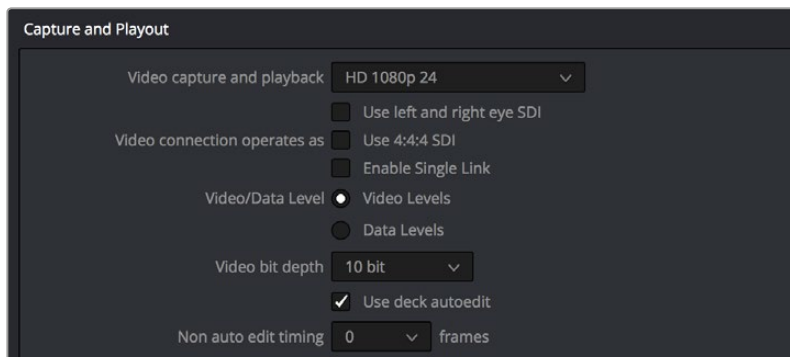 Capture and Playout
Video capture and playback HD 1080p 24
Use left and right eye SDI
Video connection operates as Use 4:4:4 SDI
Enable Single Link
Video/Data Level Video Levels
Data Levels
Video bit depth 10 bit
Use deck autoedit
Non auto edit timing 0 frames